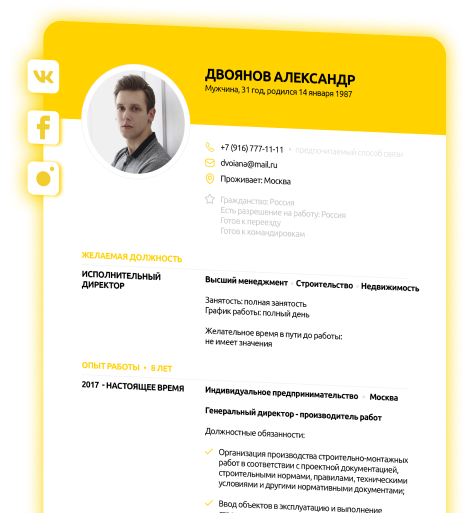 ДВОЯНОВ АЛЕКСАНДР
Мужчина, 31 год, родился 14 января 1987
+7 (916) 777-11-11 • предпочитаемый способ связи
dvoiana@mail.ru
Проживает: Москва
Гражданство: Россия
Есть разрешение на работу: Россия
Готов к переезду
Готов к командировкам
ЖЕЛАЕМАЯ ДОЛЖНОСТЬ
ИСПОЛНИТЕЛЬНЫЙ
ДИРЕКТОР
Высший менеджмент · Строительство · Недвижимость
Занятость: полная занятость
График работы: полный день
Желательное время в пути до работы:
не имеет значения
ОПЫТ РАБОТЫ • 8 ЛЕТ
2017 - НАСТОЯЩЕЕ ВРЕМЯ
Индивидуальное предпринимательство · Москва
Генеральный директор - производитель работ
Должностные обязанности:
Организация производства строительно-монтажных
работ в соответствии с проектной документацией,
строительными нормами, правилами, техническими
условиями и другими нормативными документами;
Ввод объектов в эксплуатацию и выполнение